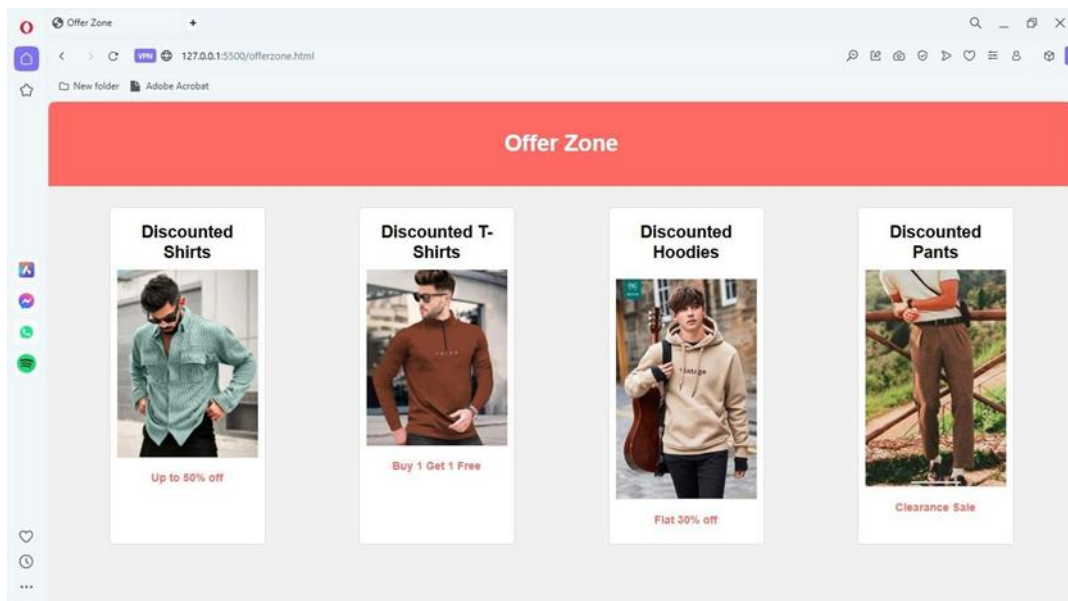 Offer Zone
VPN
127.0.0.1:5500/offerzone.html
New folder
Adobe Acrobat
Offer Zone
Discounted
Shirts
Up to 50% off
Discounted T-
Shirts
Buy 1 Get 1 Free
Discounted
Hoodies
Flat 30% off
Discounted
Pants
Clearance Sale